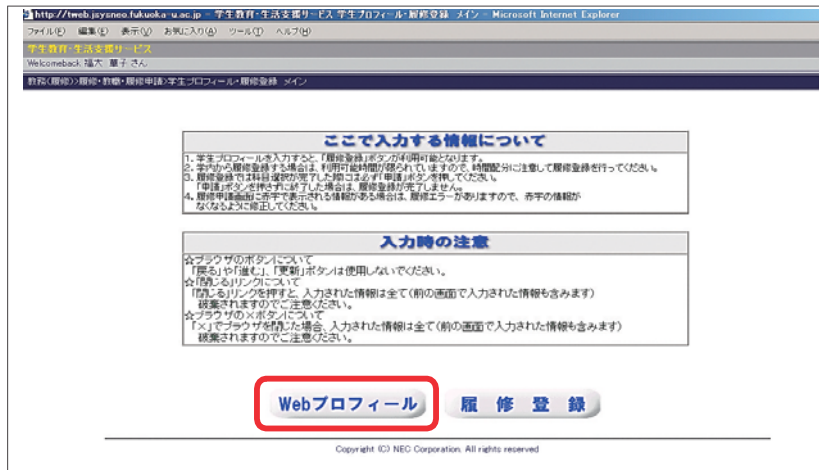 http://tweb.jsysneo.fukuoka-u.ac.jp - 学生教育・生活支援サービス 学生プロフィール・履修登録 メイン - Microsoft Internet Explorer
ファイル(F) 編集(E) 表示(V) お気に入り(A) ツール(T) ヘルプ(H)
学生教育・生活支援サービス
Welcomeback 福大 華子 さん
教務(履修)>履修・教職・履修申請>学生プロフィール・履修登録 メイン
ここで入力する情報について
1. 学生プロフィールを入力すると、「履修登録」ボタンが利用可能となります。
2. 学内から履修登録する場合は、利用可能時間が限られていますので、時間配分に注意して履修登録を行ってください。
3. 履修登録では科目選択が完了した際には必ず「申請」ボタンを押してください。
「申請」ボタンを押さずに終了した場合は、履修登録が完了しません。
4. 履修申請画面に赤字で表示される情報がある場合は、履修エラーがありますので、赤字の情報が
なくなるように修正してください。
入力時の注意
☆ブラウザのボタンについて
「戻る」や「進む」、「更新」ボタンは使用しないでください。
☆「閉じる」リンクについて
「閉じる」リンクを押すと、入力された情報は全て(前の画面で入力された情報も含みます)
破棄されますのでご注意ください。
☆ブラウザの×ボタンについて
「×」でブラウザを閉じた場合、入力された情報は全て(前の画面で入力された情報も含みます)
破棄されますのでご注意ください。
Webプロフィール 履 修 登 録
Copyright (C) NEC Corporation. All rights reserved